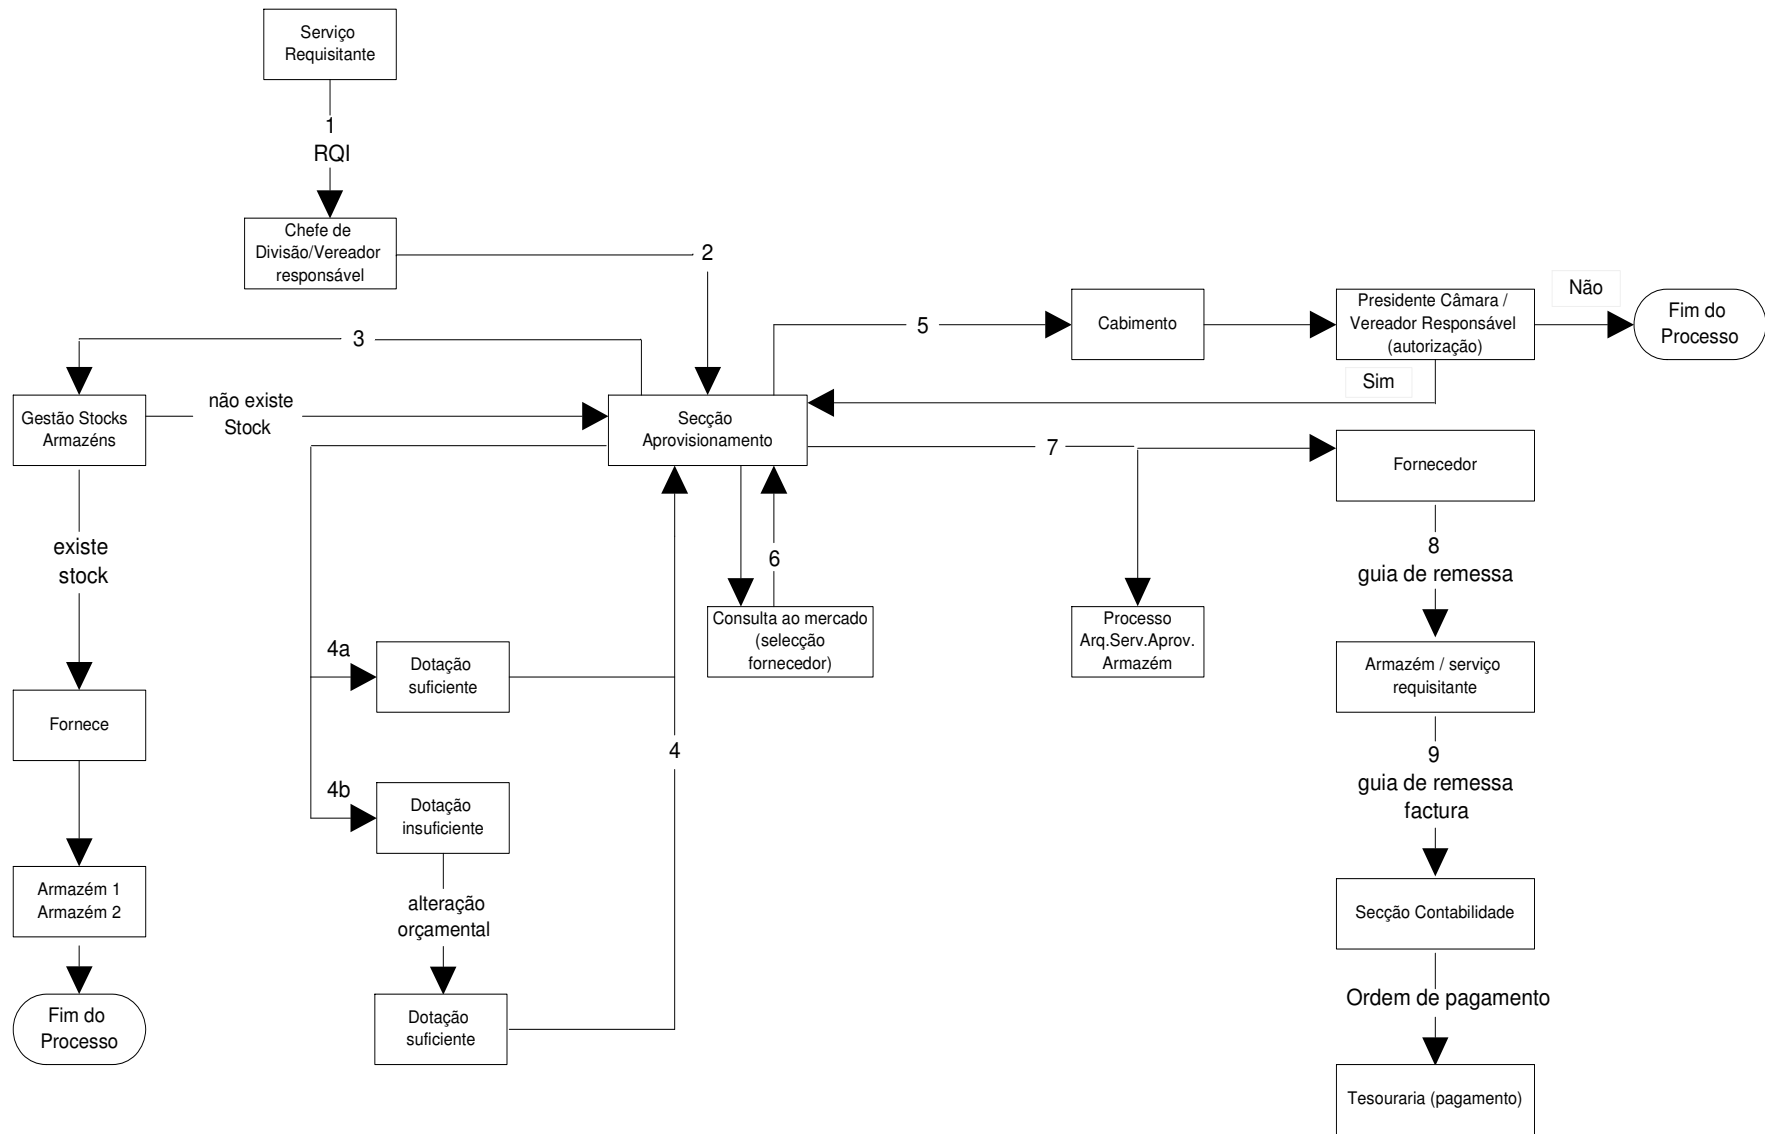 Serviço
Requisitante
1
RQI
Chefe de
Divisão/Vereador
responsável
2
3
5
Cabimento
Presidente Câmara /
Vereador Responsável
(autorização)
Não
Fim do
Processo
Sim
Gestão Stocks
Armazéns
não existe
Stock
Secção
Aprovisionamento
7
Fornecedor
existe
stock
6
8
guia de remessa
Consulta ao mercado
(selecção
fornecedor)
Processo
Arq.Serv.Aprov.
Armazém
4a
Dotação
suficiente
Armazém / serviço
requisitante
Fornece
4
9
guia de remessa
factura
4b
Dotação
insuficiente
Armazém 1
Armazém 2
alteração
orçamental
Secção Contabilidade
Fim do
Processo
Dotação
suficiente
Ordem de pagamento
Tesouraria (pagamento)